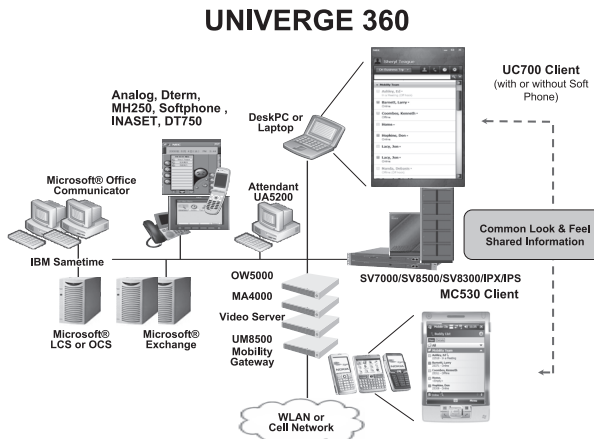 UNIVERGE 360
UC700 Client
(with or without Soft
Phone)
Analog, Dterm,
MH250, Softphone ,
INASET, DT750
DeskPC or
Laptop
Microsoft® Office
Communicator
Attendant
UA5200
Common Look & Feel
Shared Information
IBM Sametime
SV7000/SV8500/SV8300/IPX/IPS
MC530 Client
OW5000
MA4000
Video Server
UM8500
Mobility
Gateway
Microsoft®
LCS or OCS
Microsoft®
Exchange
WLAN or
Cell Network